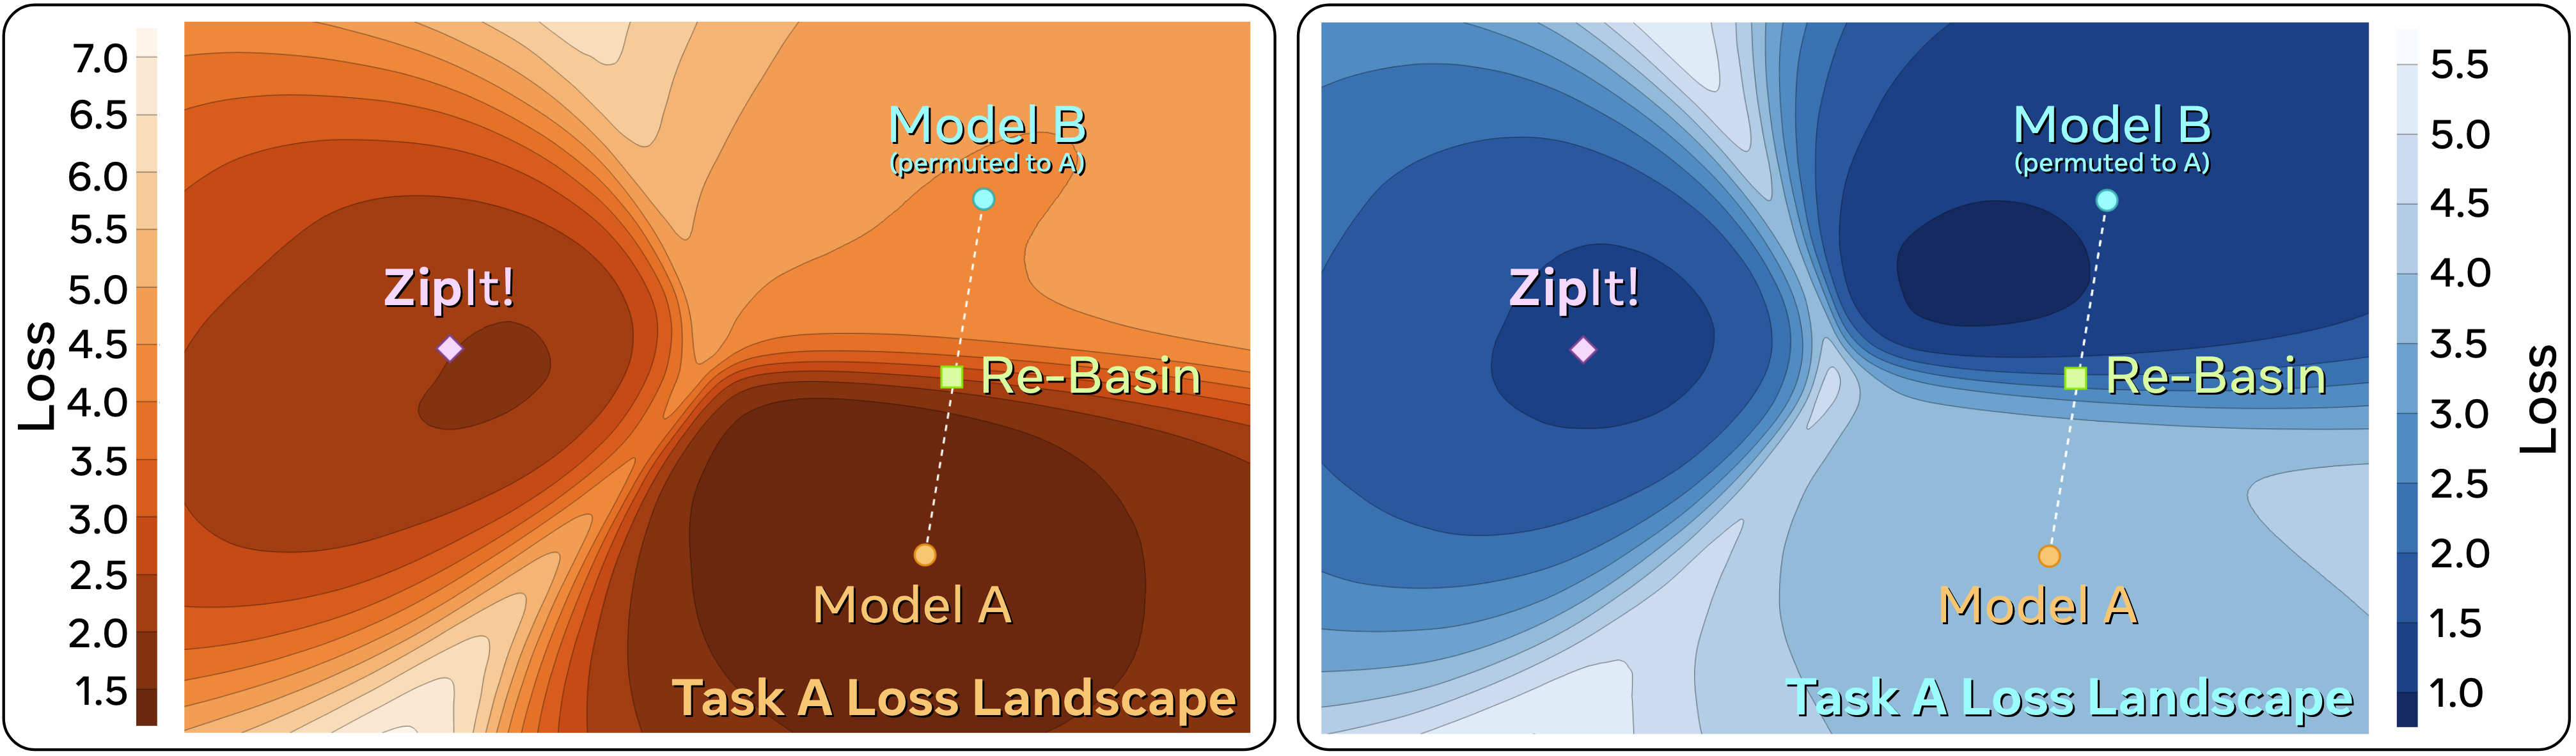 7.0
6.5
6.0
5.5
5.0
4.5
4.0
3.5
3.0
2.5
2.0
1.5
Loss
Model B
(permuted to A)
ZipIt!
Re-Basin
Model A
Task A Loss Landscape
Model B
(permuted to A)
ZipIt!
Re-Basin
Model A
Task A Loss Landscape
5.5
5.0
4.5
4.0
3.5
3.0
2.5
2.0
1.5
1.0
Loss